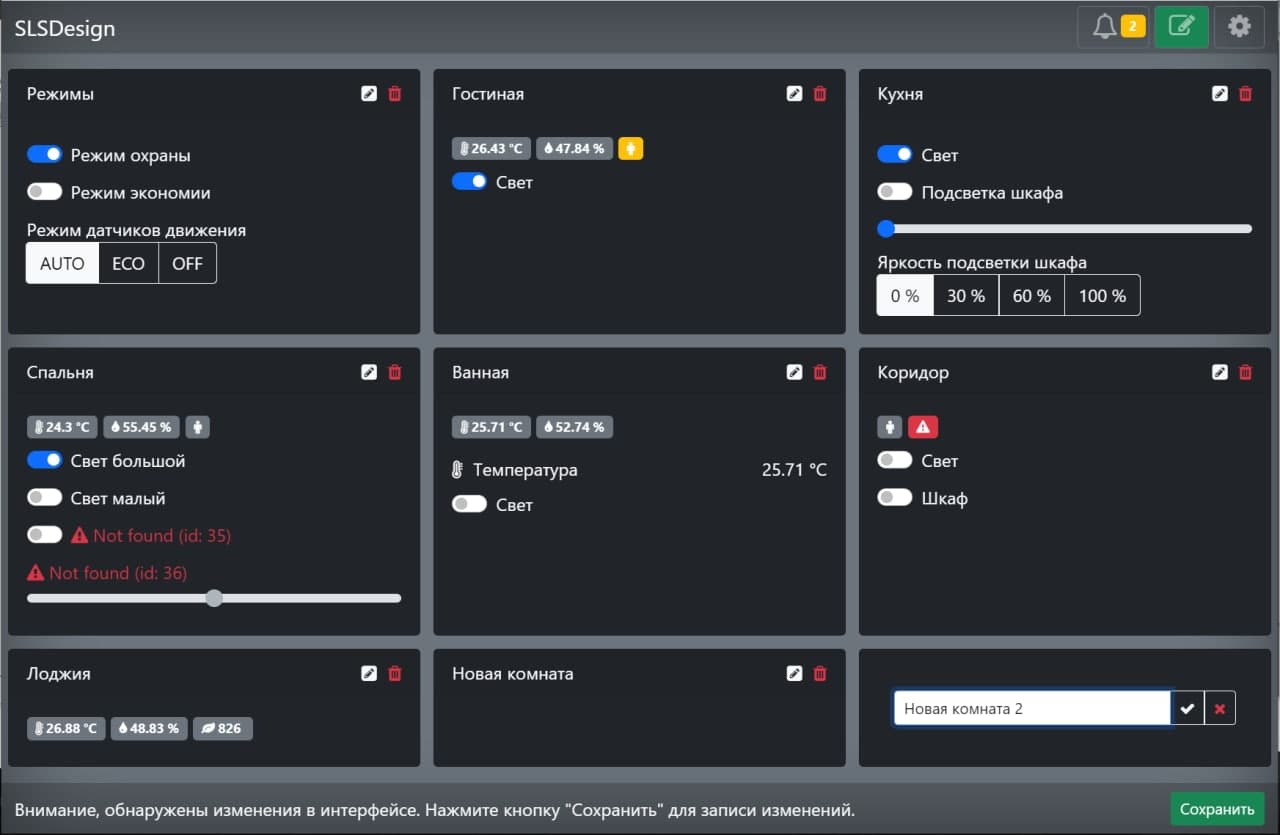 SLSDesign
2
Режимы
Режим охраны
Режим экономии
Режим датчиков движения
AUTO ECO OFF
Гостиная
26.43 °C 47.84 %
Свет
Кухня
Свет
Подсветка шкафа
Яркость подсветки шкафа
0 % 30 % 60 % 100 %
Спальня
24.3 °C 55.45 %
Свет большой
Свет малый
Not found (id: 35)
Not found (id: 36)
Ванная
25.71 °C 52.74 %
Температура 25.71 °C
Свет
Коридор
Свет
Шкаф
Лоджия
26.88 °C 48.83 % 826
Новая комната
Новая комната 2
Внимание, обнаружены изменения в интерфейсе. Нажмите кнопку "Сохранить" для записи изменений.
Сохранить